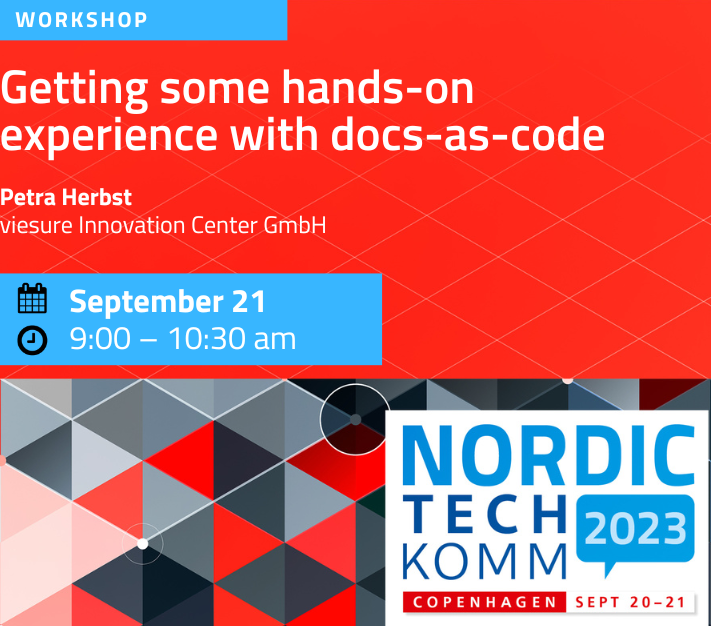 WORKSHOP
Getting some hands-on
experience with docs-as-code
Petra Herbst
viesure Innovation Center GmbH
September 21
9:00 – 10:30 am
NORDIC
TECH
2023
KOMM
COPENHAGEN SEPT 20–21